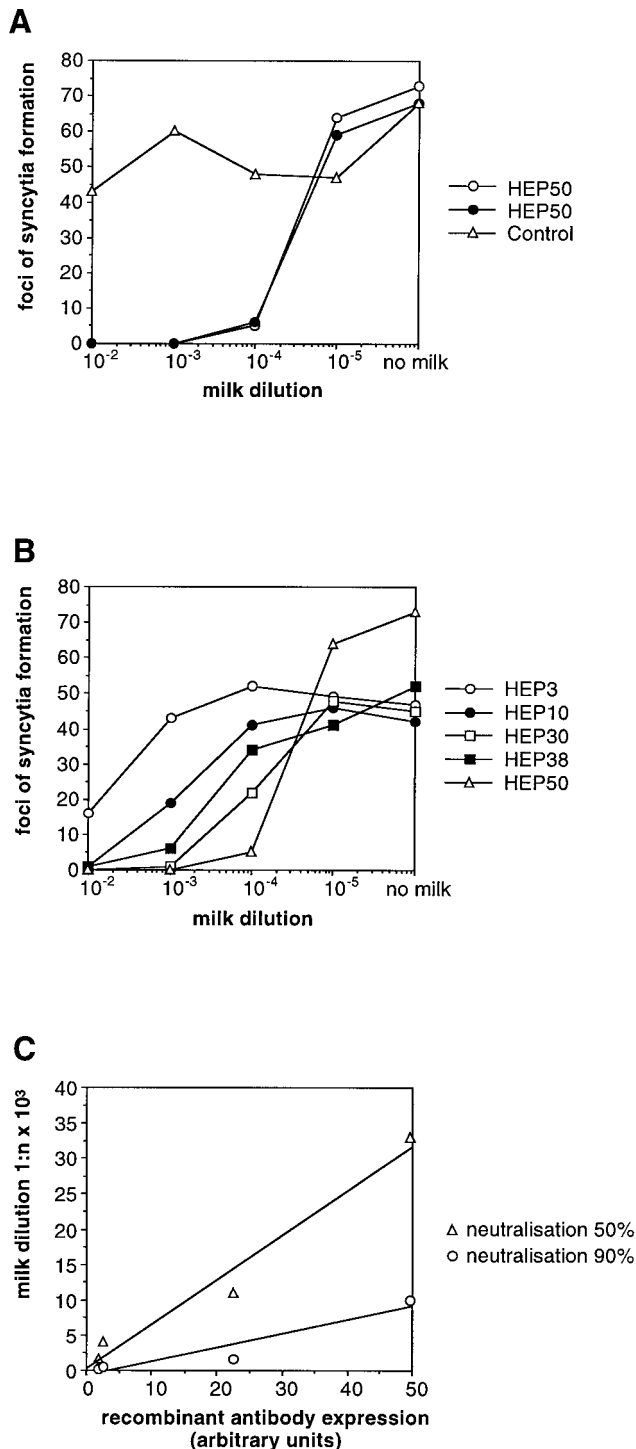 A
foci of syncytia formation
80
70
60
50
40
30
20
10
0
10⁻² 10⁻³ 10⁻⁴ 10⁻⁵ no milk
milk dilution
HEP50
HEP50
Control
B
foci of syncytia formation
80
70
60
50
40
30
20
10
0
10⁻² 10⁻³ 10⁻⁴ 10⁻⁵ no milk
milk dilution
HEP3
HEP10
HEP30
HEP38
HEP50
C
milk dilution 1:n x 10³
40
35
30
25
20
15
10
5
0
0 10 20 30 40 50
recombinant antibody expression
(arbitrary units)
neutralisation 50%
neutralisation 90%